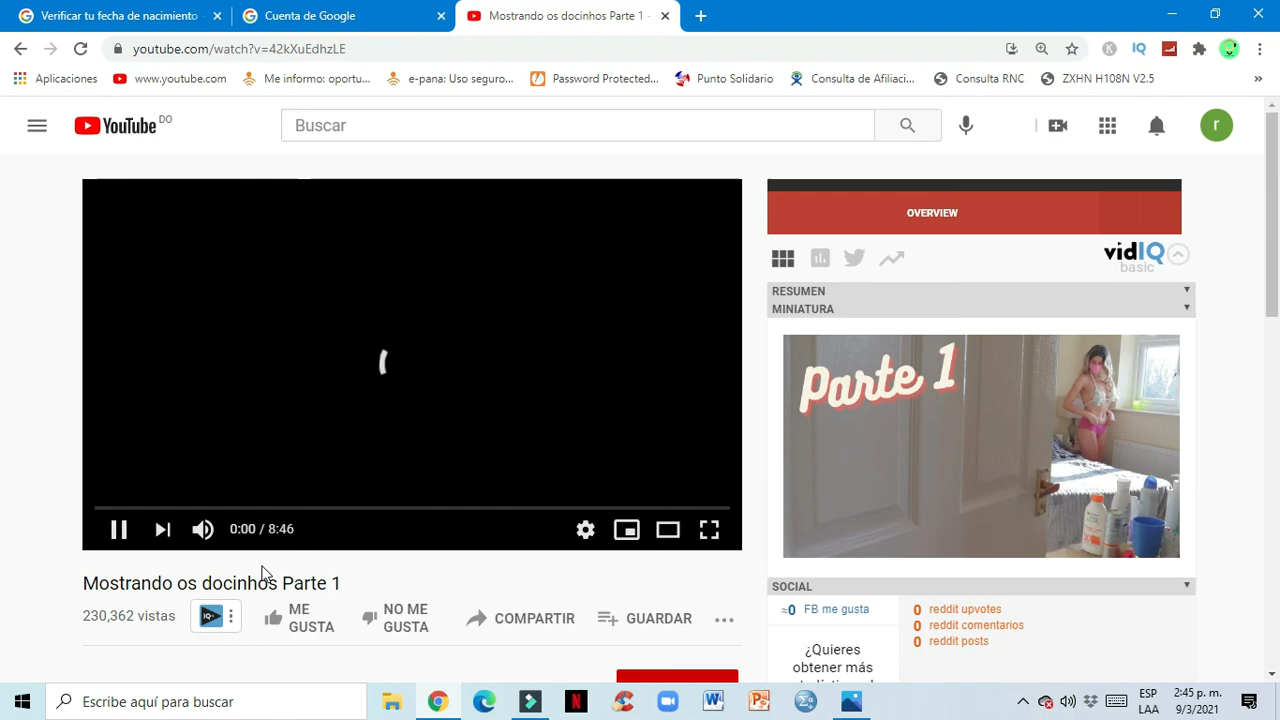 Verificar tu fecha de nacimiento
Cuenta de Google
Mostrando os docinhos Parte 1 -
youtube.com/watch?v=42kXuEdhzLE
IQ
Aplicaciones
www.youtube.com
Me informo: oportu...
e-pana: Uso seguro...
Password Protected...
Punto Solidario
Consulta de Afiliaci...
Consulta RNC
ZXHN H108N V2.5
»
YouTube DO
Buscar
r
OVERVIEW
vidIQ
basic
RESUMEN
MINIATURA
Parte 1
0:00 / 8:46
Mostrando os docinhos Parte 1
230,362 vistas
ME
GUSTA
NO ME
GUSTA
COMPARTIR
GUARDAR
SOCIAL
≈0 FB me gusta
¿Quieres
obtener más
0 reddit upvotes
0 reddit comentarios
0 reddit posts
Escribe aquí para buscar
ESP
LAA
2:45 p. m.
9/3/2021